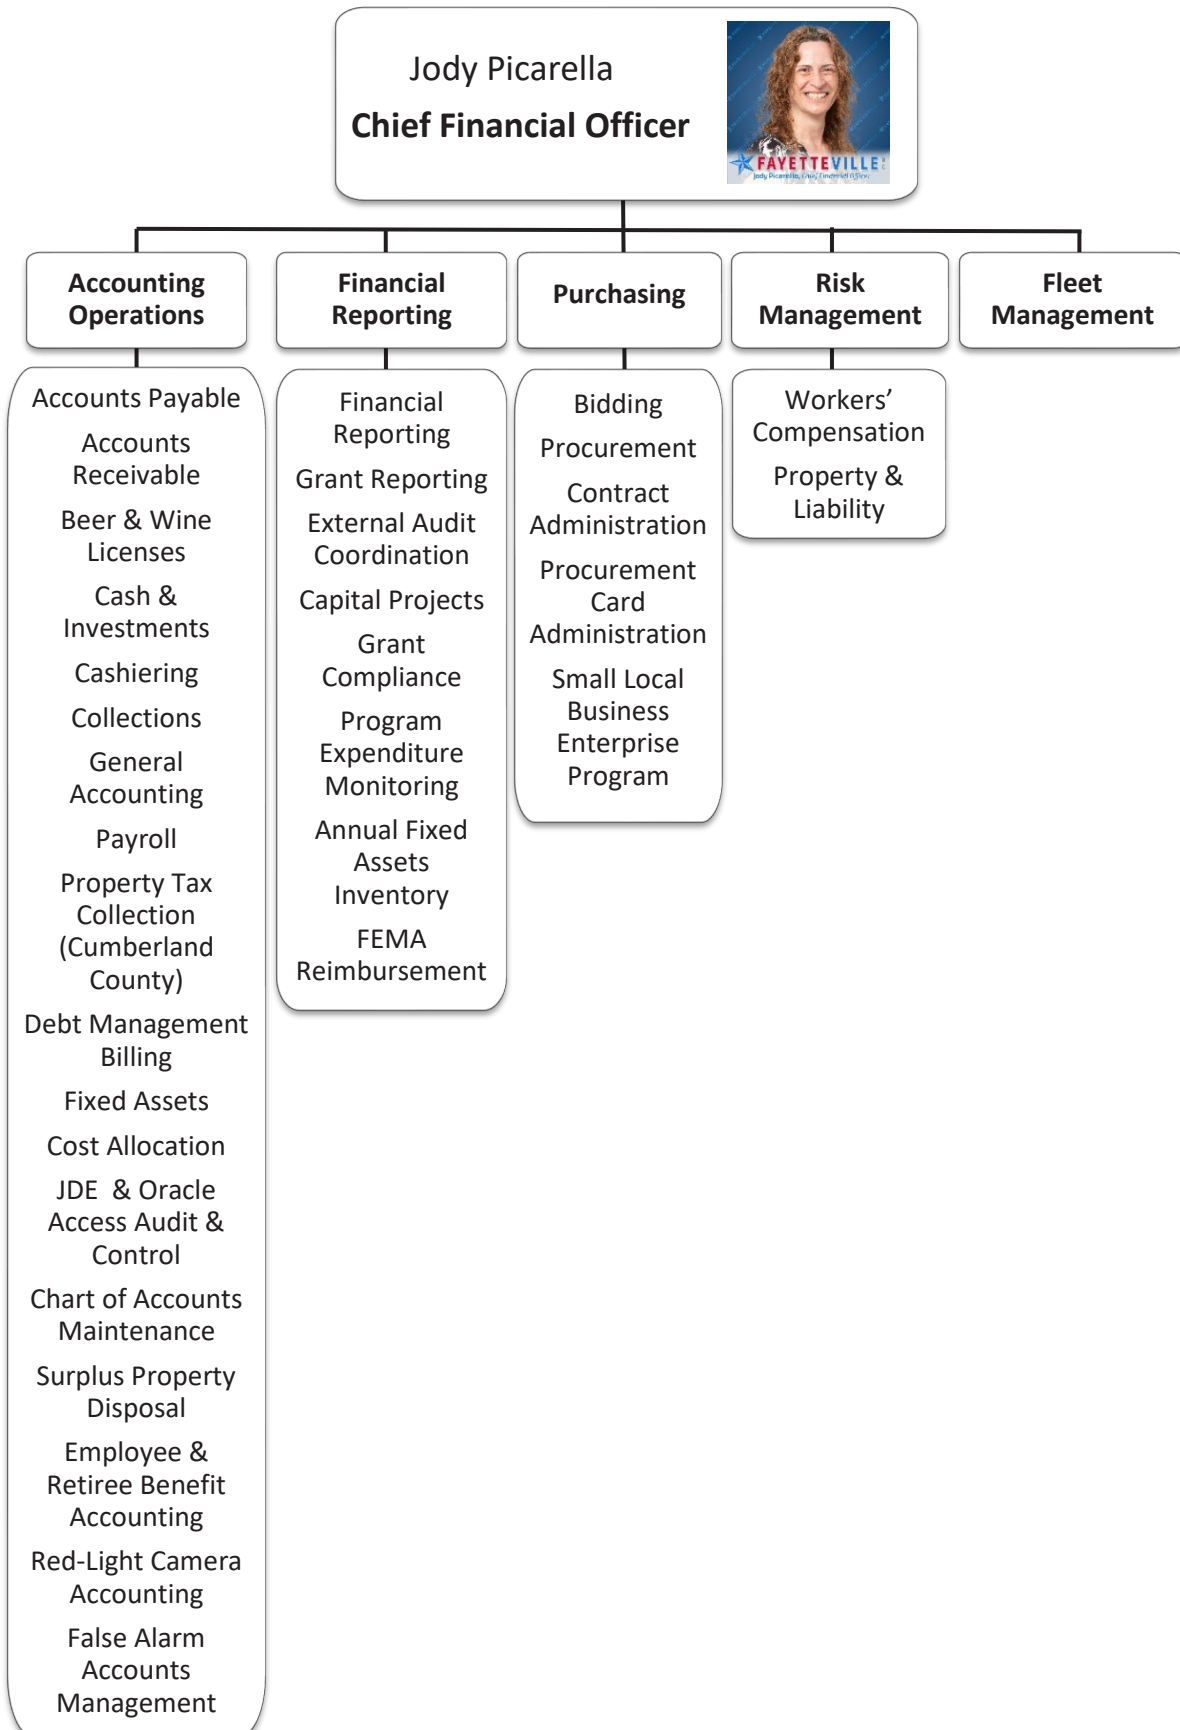 Jody Picarella
Chief Financial Officer
FAYETTEVILLE
Jody Picarella, Chief Financial Officer
Accounting
Operations
Financial
Reporting
Purchasing
Risk
Management
Fleet
Management
Accounts Payable
Accounts
Receivable
Beer & Wine
Licenses
Cash &
Investments
Cashiering
Collections
General
Accounting
Payroll
Property Tax
Collection
(Cumberland
County)
Debt Management
Billing
Fixed Assets
Cost Allocation
JDE  & Oracle
Access Audit &
Control
Chart of Accounts
Maintenance
Surplus Property
Disposal
Employee &
Retiree Benefit
Accounting
Red-Light Camera
Accounting
False Alarm
Accounts
Management
Financial
Reporting
Grant Reporting
External Audit
Coordination
Capital Projects
Grant
Compliance
Program
Expenditure
Monitoring
Annual Fixed
Assets
Inventory
FEMA
Reimbursement
Bidding
Procurement
Contract
Administration
Procurement
Card
Administration
Small Local
Business
Enterprise
Program
Workers’
Compensation
Property &
Liability